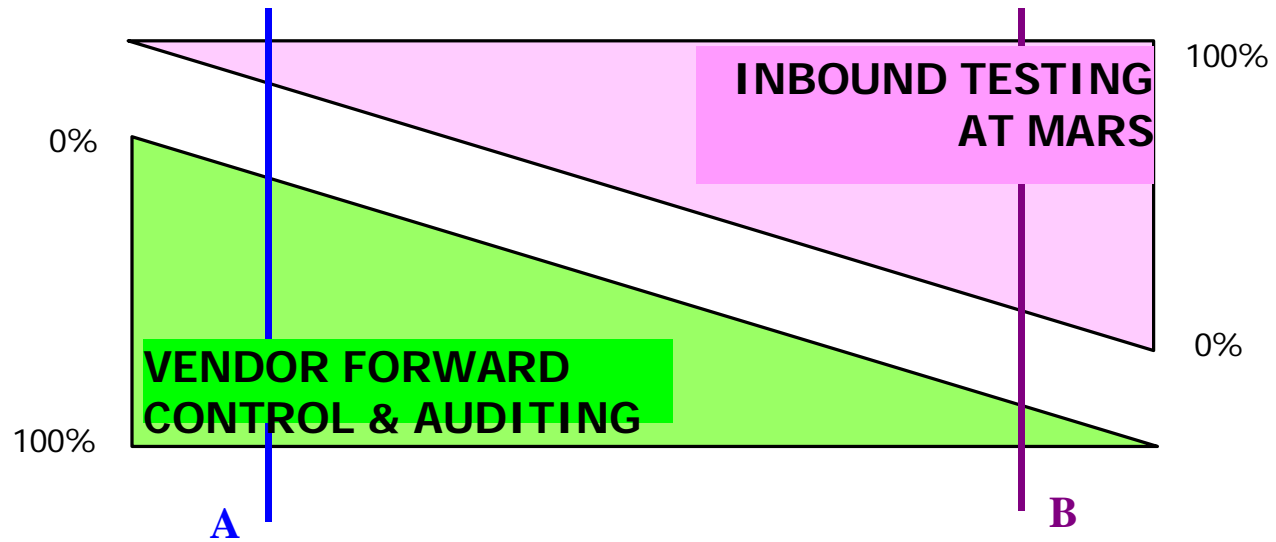 100%
INBOUND TESTING
AT MARS
0%
0%
VENDOR FORWARD
CONTROL & AUDITING
100%
A
B